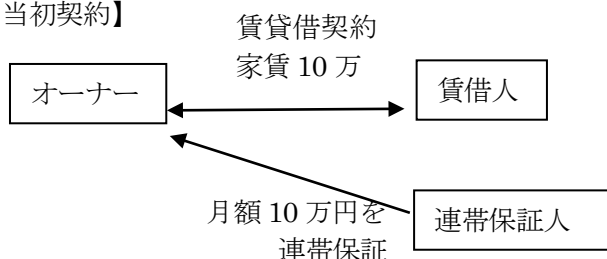 当初契約】
賃貸借契約
家賃 10 万
オーナー
賃借人
月額 10 万円を
連帯保証
連帯保証人